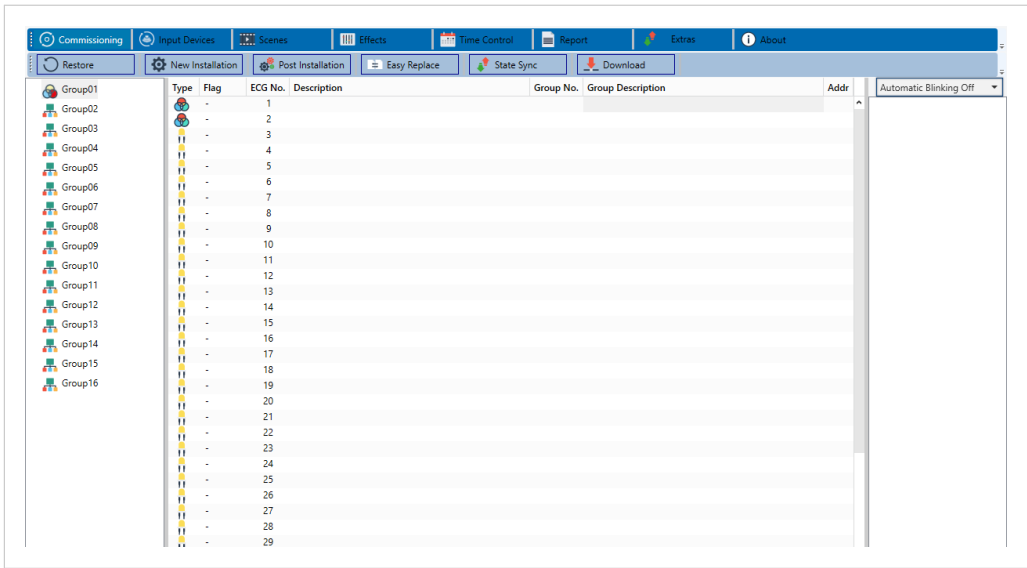 Commissioning Input Devices Scenes Effects Time Control Report Extras About
Restore New Installation Post Installation Easy Replace State Sync Download
Group01
Group02
Group03
Group04
Group05
Group06
Group07
Group08
Group09
Group10
Group11
Group12
Group13
Group14
Group15
Group16
Type Flag ECG No. Description Group No. Group Description Addr
- 1
- 2
- 3
- 4
- 5
- 6
- 7
- 8
- 9
- 10
- 11
- 12
- 13
- 14
- 15
- 16
- 17
- 18
- 19
- 20
- 21
- 22
- 23
- 24
- 25
- 26
- 27
- 28
- 29
Automatic Blinking Off